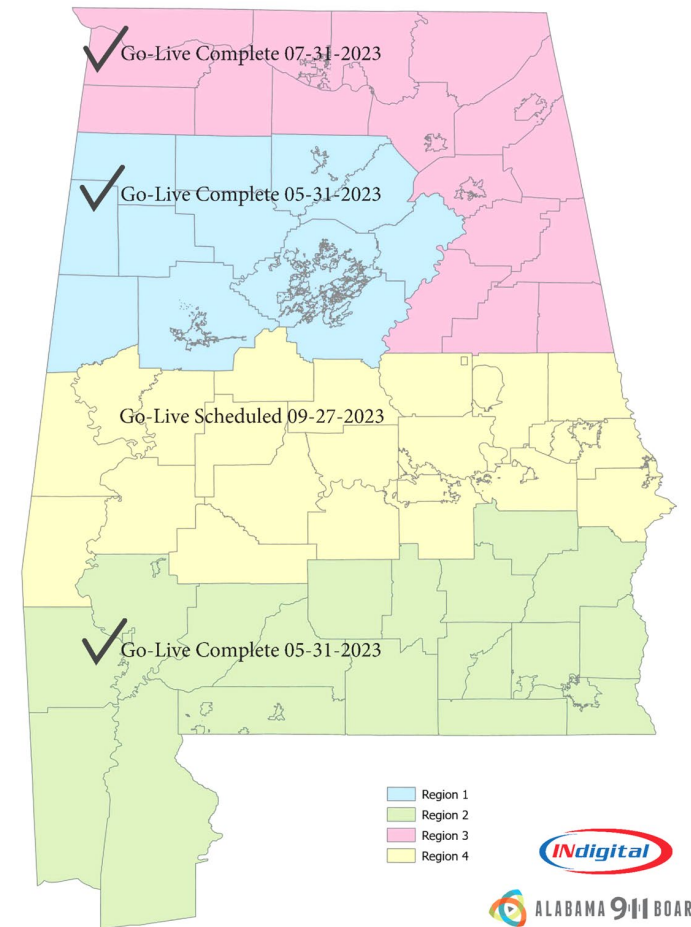 Go-Live Complete 07-31-2023
Go-Live Complete 05-31-2023
Go-Live Scheduled 09-27-2023
Go-Live Complete 05-31-2023
Region 1
Region 2
Region 3
Region 4
INdigital
ALABAMA 911 BOAR